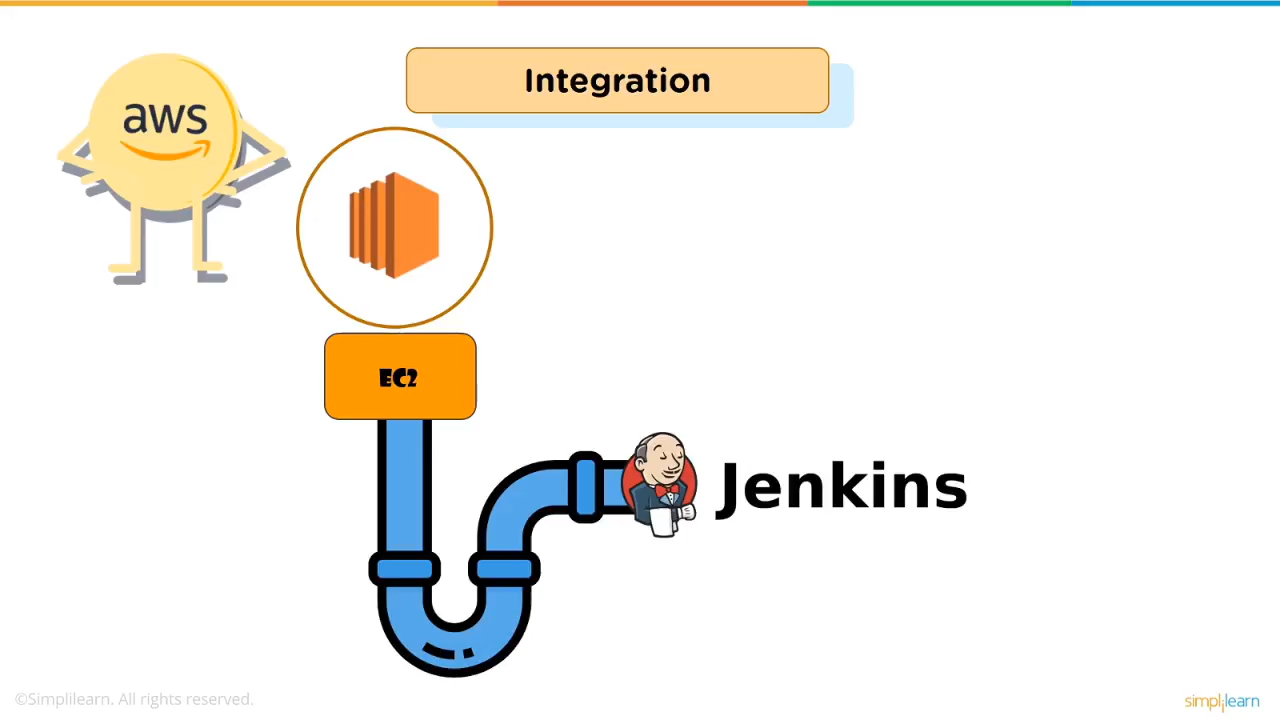 Integration
aws
EC2
Jenkins
©Simplilearn. All rights reserved.
simplilearn